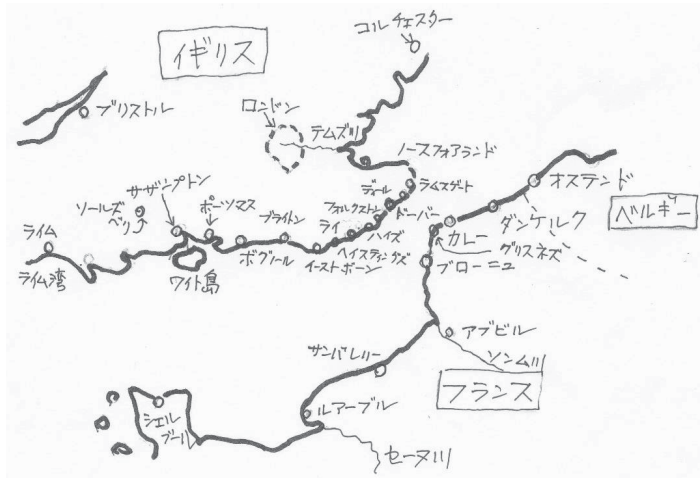 コルチェスター
イギリス
ブリストル
ロンドン
テムズ川
ノースフォアランド
ラムスゲート
ディール
フォルクストン
ドーバー
オステンド
ベルギー
ダンケルク
サザンプトン
ソールズ
ベリ
ポーツマス
ブライトン
ライ
ハイズ
カレー
グリスネズ
ライム
ライム湾
ワイト島
ボグノール
イーストボーン
ヘイスティングズ
ブローニュ
アブビル
ソンム川
サンバレリー
フランス
ルアーブル
シェル
ブール
セーヌ川